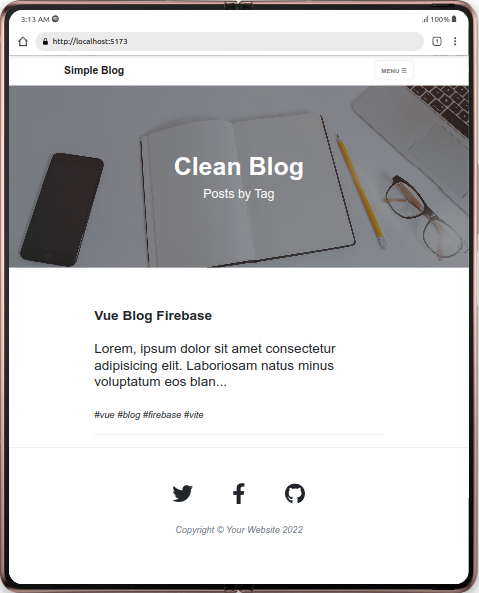 3:13 AM
100%
http://localhost:5173
1
Simple Blog
MENU ☰
Clean Blog
Posts by Tag
Vue Blog Firebase
Lorem, ipsum dolor sit amet consectetur
adipisicing elit. Laboriosam natus minus
voluptatum eos blan...
#vue #blog #firebase #vite
Copyright © Your Website 2022